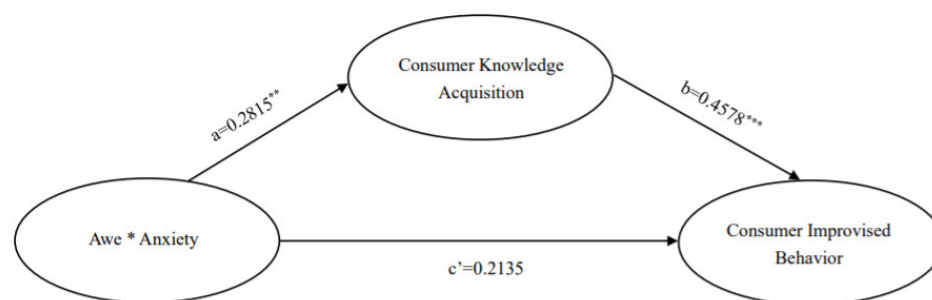 Consumer Knowledge
Acquisition
a=0.2815**
b=0.4578***
Awe * Anxiety
Consumer Improvised
Behavior
c’=0.2135